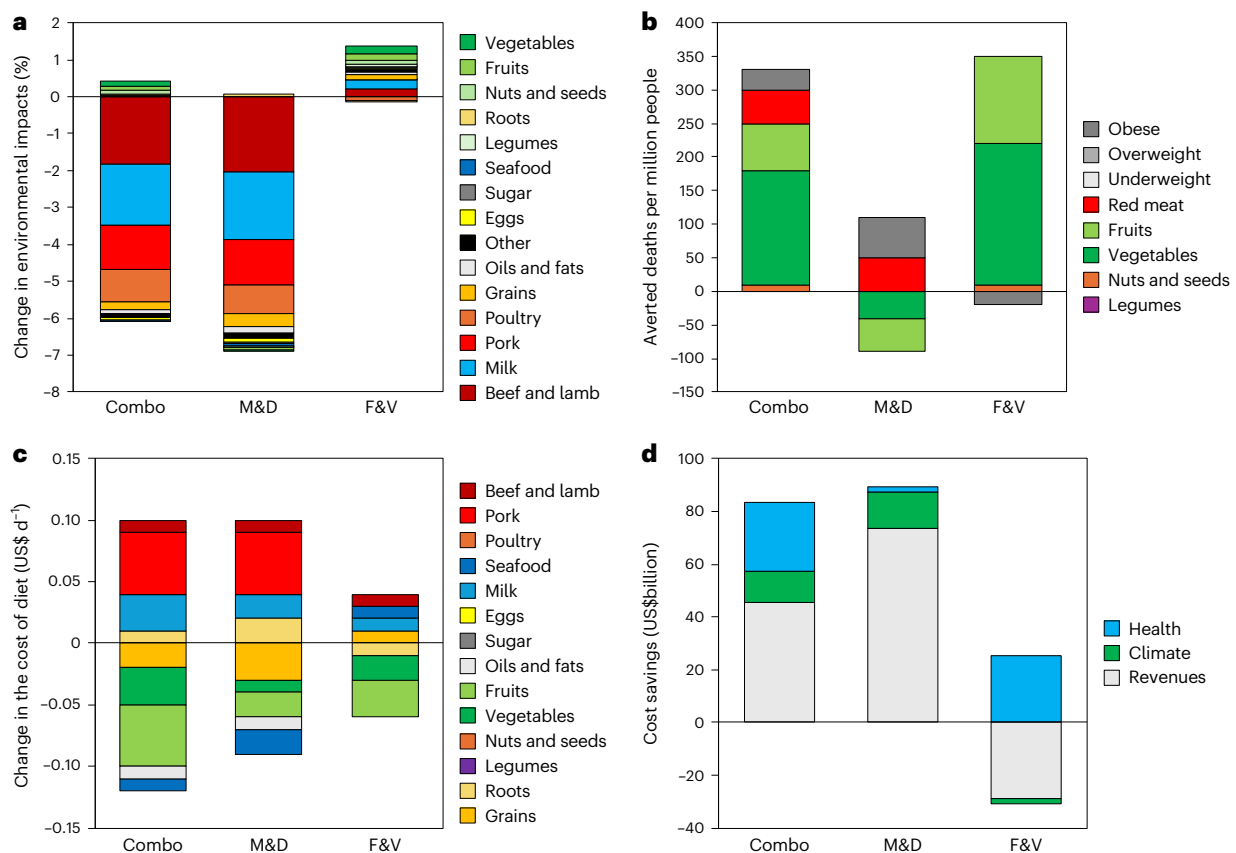 a
Change in environmental impacts (%)
2
1
0
–1
–2
–3
–4
–5
–6
–7
–8
Combo
M&D
F&V
Vegetables
Fruits
Nuts and seeds
Roots
Legumes
Seafood
Sugar
Eggs
Other
Oils and fats
Grains
Poultry
Pork
Milk
Beef and lamb
b
Averted deaths per million people
400
350
300
250
200
150
100
50
0
–50
–100
–150
Combo
M&D
F&V
Obese
Overweight
Underweight
Red meat
Fruits
Vegetables
Nuts and seeds
Legumes
c
Change in the cost of diet (US$ d⁻¹)
0.15
0.10
0.05
0
–0.05
–0.10
–0.15
Combo
M&D
F&V
Beef and lamb
Pork
Poultry
Seafood
Milk
Eggs
Sugar
Oils and fats
Fruits
Vegetables
Nuts and seeds
Legumes
Roots
Grains
d
Cost savings (US$billion)
100
80
60
40
20
0
–20
–40
Combo
M&D
F&V
Health
Climate
Revenues